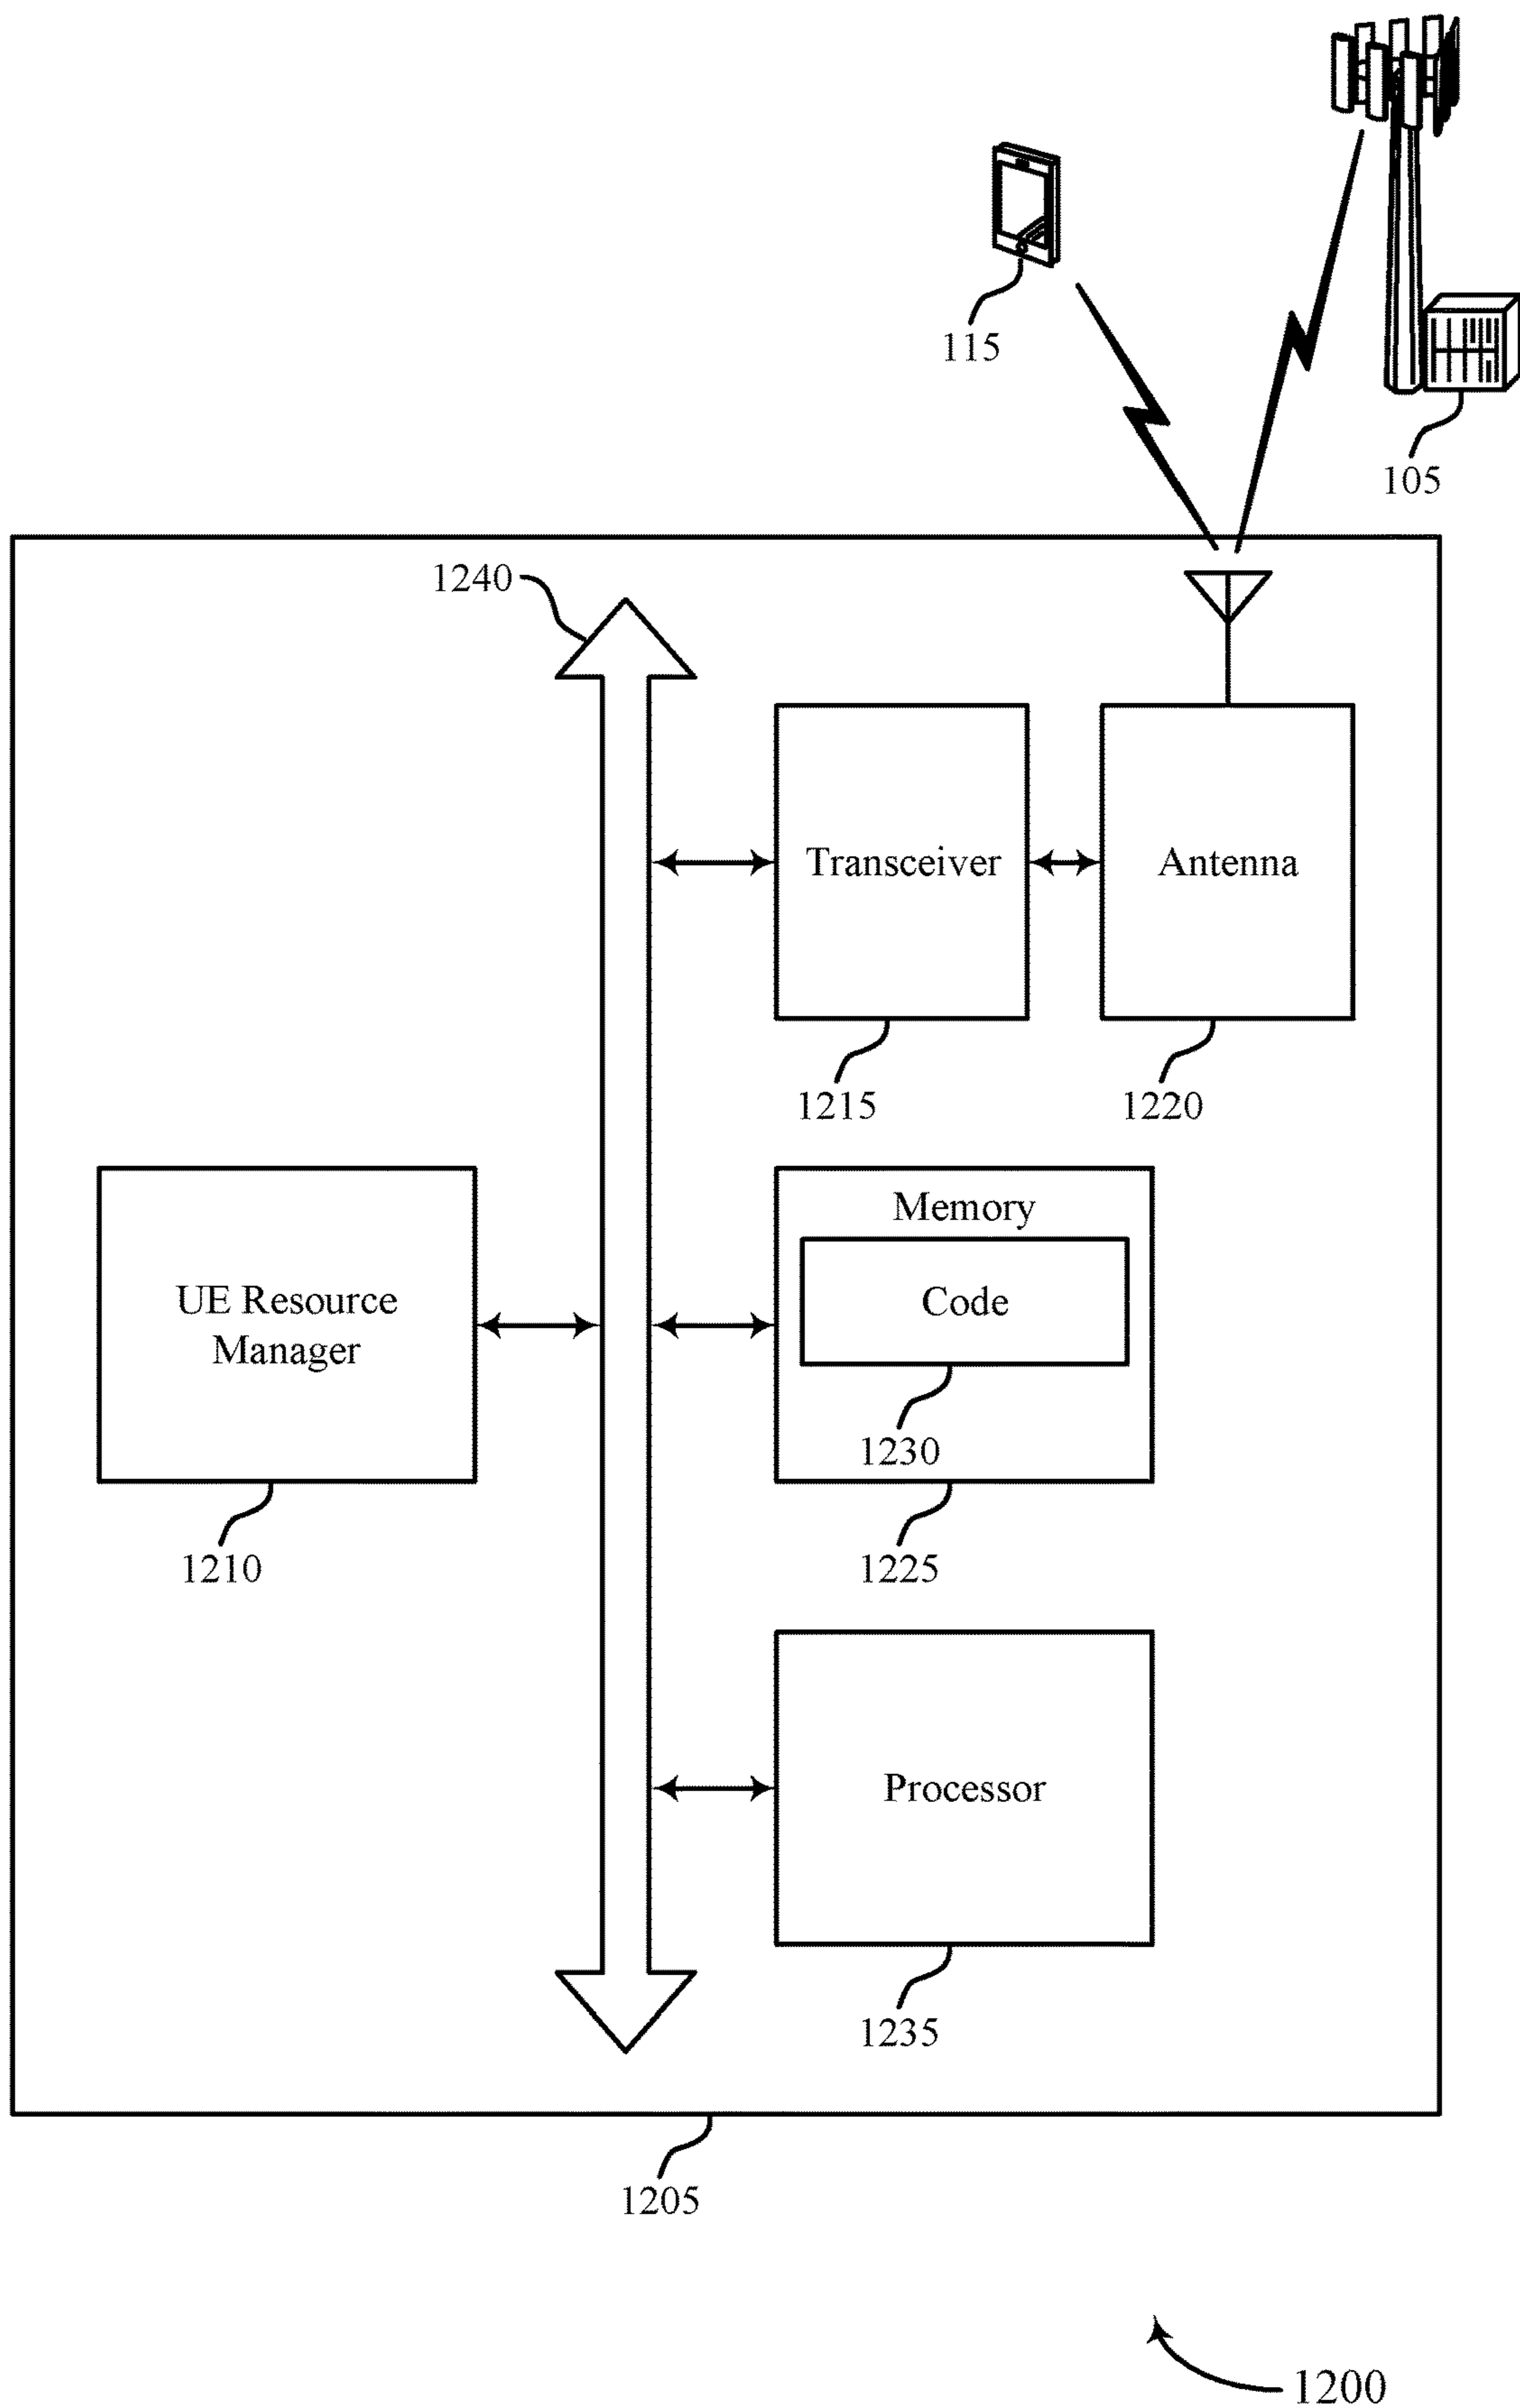 115
105
1240
Transceiver
Antenna
1215
1220
Memory
Code
UE Resource
Manager
1230
1210
1225
Processor
1235
1205
1200